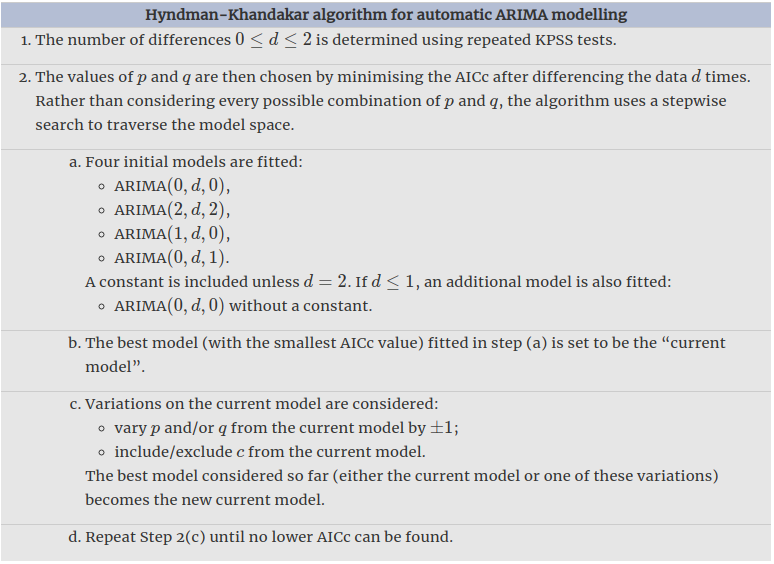 Hyndman-Khandakar algorithm for automatic ARIMA modelling
1. The number of differences 0 ≤ d ≤ 2 is determined using repeated KPSS tests.
2. The values of p and q are then chosen by minimising the AICc after differencing the data d times.
Rather than considering every possible combination of p and q, the algorithm uses a stepwise
search to traverse the model space.
a. Four initial models are fitted:
◦ ARIMA(0, d, 0),
◦ ARIMA(2, d, 2),
◦ ARIMA(1, d, 0),
◦ ARIMA(0, d, 1).
A constant is included unless d = 2. If d ≤ 1, an additional model is also fitted:
◦ ARIMA(0, d, 0) without a constant.
b. The best model (with the smallest AICc value) fitted in step (a) is set to be the “current
model”.
c. Variations on the current model are considered:
◦ vary p and/or q from the current model by ±1;
◦ include/exclude c from the current model.
The best model considered so far (either the current model or one of these variations)
becomes the new current model.
d. Repeat Step 2(c) until no lower AICc can be found.